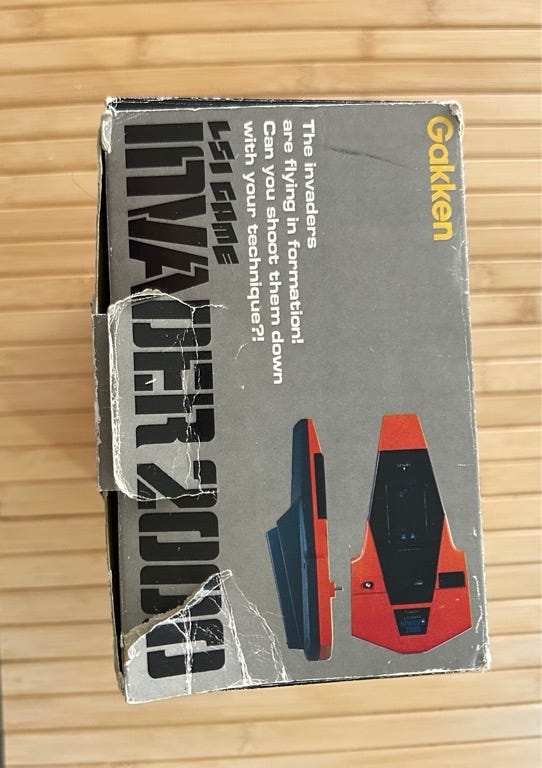 Gakken
The invaders
are flying in formation!
Can you shoot them down
with your technique?!
LSI GAME
INVADER 2000